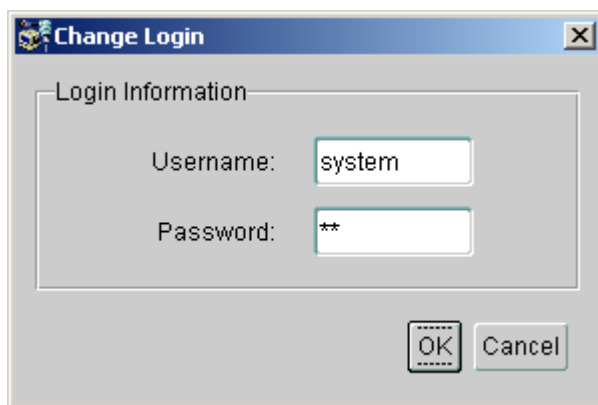 Change Login
Login Information
Username: system
Password: **
OK Cancel